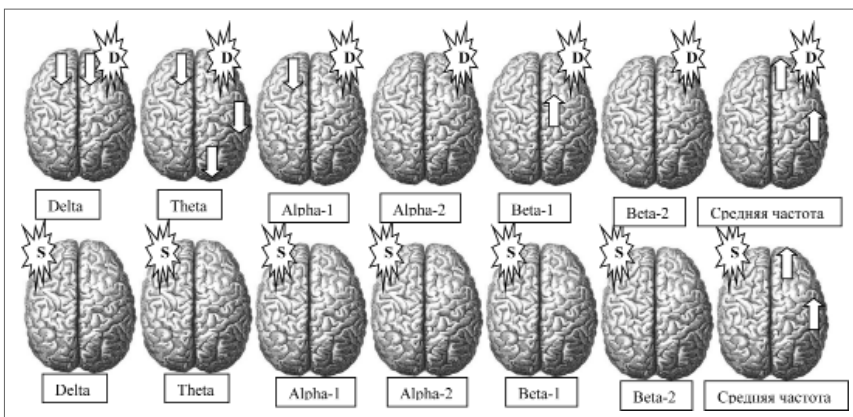 D D D D D D D
Delta Theta Alpha-1 Alpha-2 Beta-1 Beta-2 Средняя частота
S S S S S S S
Delta Theta Alpha-1 Alpha-2 Beta-1 Beta-2 Средняя частота